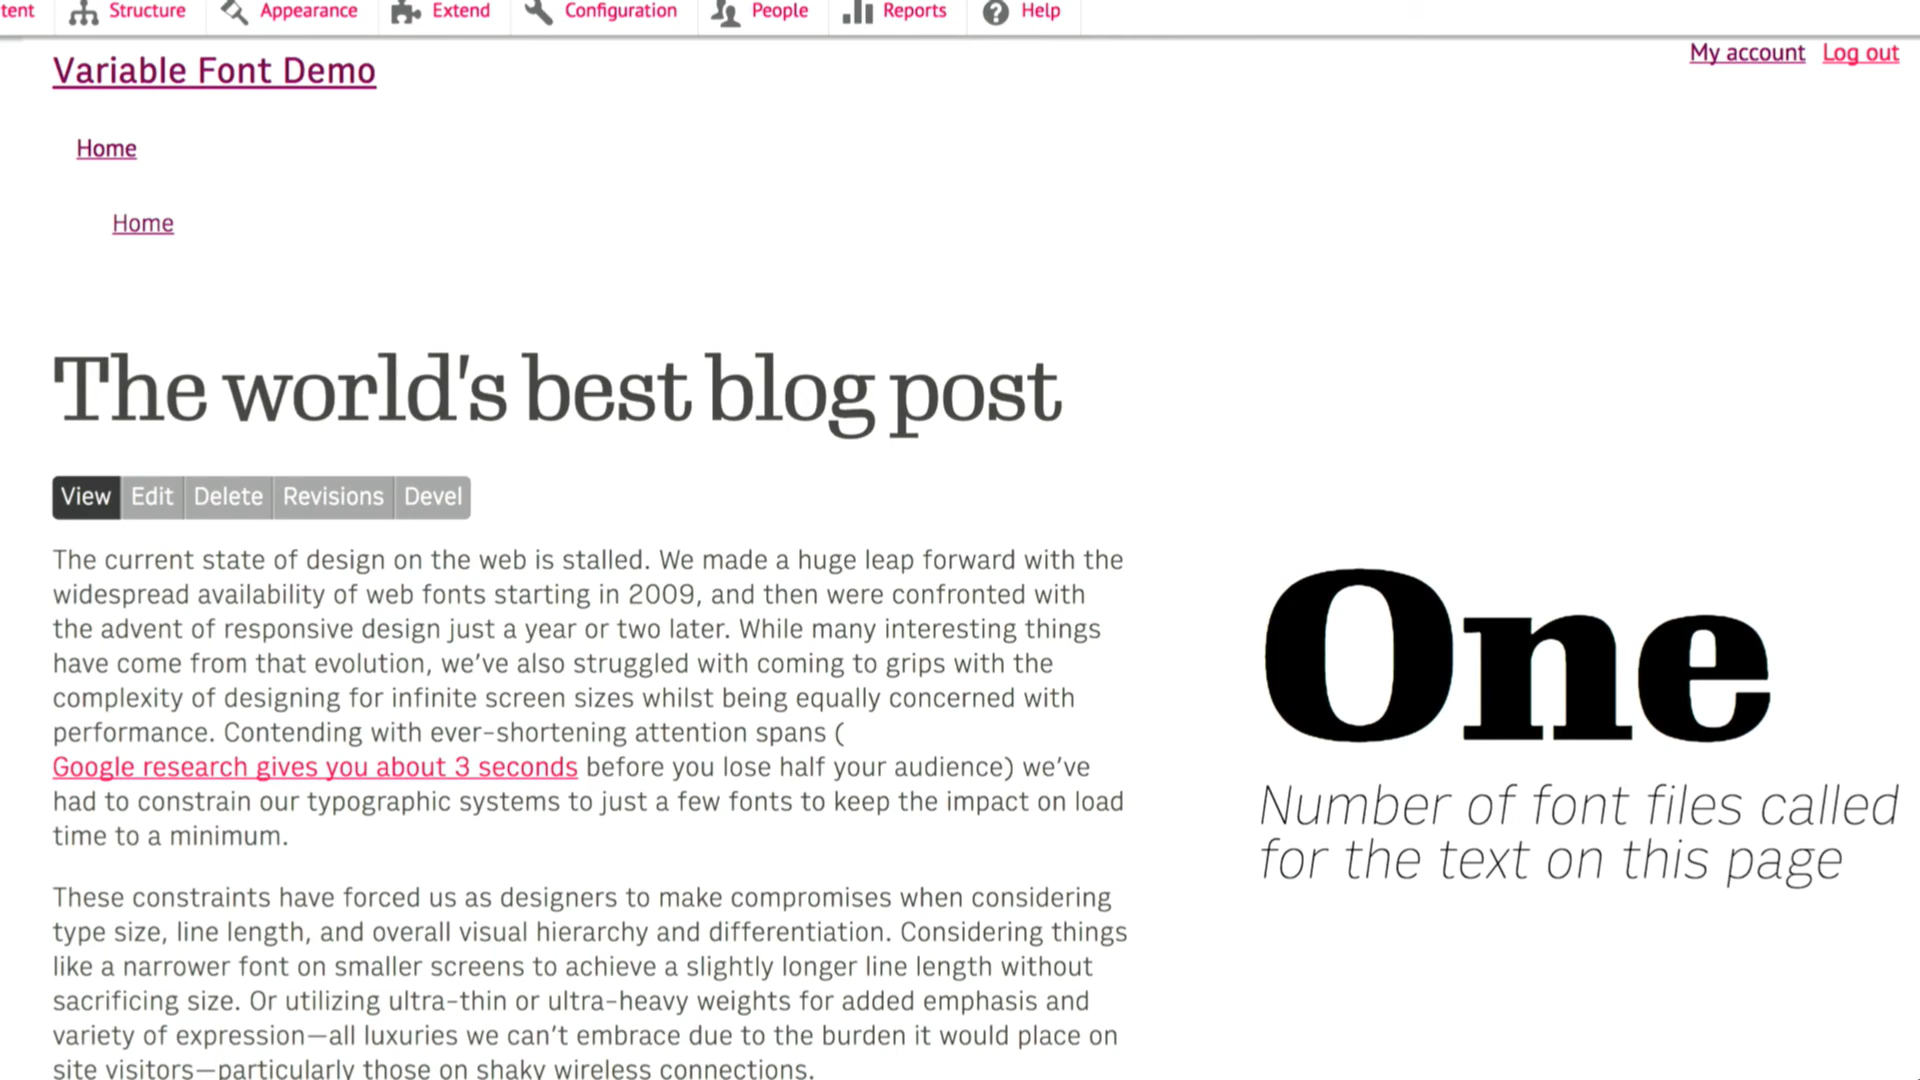 Structure Appearance Extend Configuration People Reports Help
My account Log out
Variable Font Demo
Home
Home
The world's best blog post
View Edit Delete Revisions Devel
The current state of design on the web is stalled. We made a huge leap forward with the
widespread availability of web fonts starting in 2009, and then were confronted with
the advent of responsive design just a year or two later. While many interesting things
have come from that evolution, we’ve also struggled with coming to grips with the
complexity of designing for infinite screen sizes whilst being equally concerned with
performance. Contending with ever-shortening attention spans (
Google research gives you about 3 seconds before you lose half your audience) we’ve
had to constrain our typographic systems to just a few fonts to keep the impact on load
time to a minimum.
These constraints have forced us as designers to make compromises when considering
type size, line length, and overall visual hierarchy and differentiation. Considering things
like a narrower font on smaller screens to achieve a slightly longer line length without
sacrificing size. Or utilizing ultra-thin or ultra-heavy weights for added emphasis and
variety of expression—all luxuries we can’t embrace due to the burden it would place on
site visitors—particularly those on shaky wireless connections.
One
Number of font files called
for the text on this page